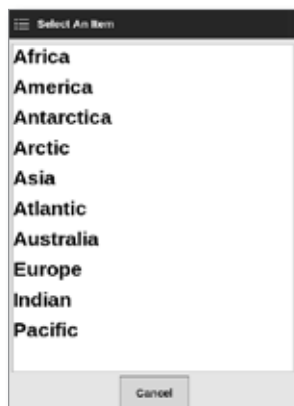 Select An Item
Africa
America
Antarctica
Arctic
Asia
Atlantic
Australia
Europe
Indian
Pacific
Cancel